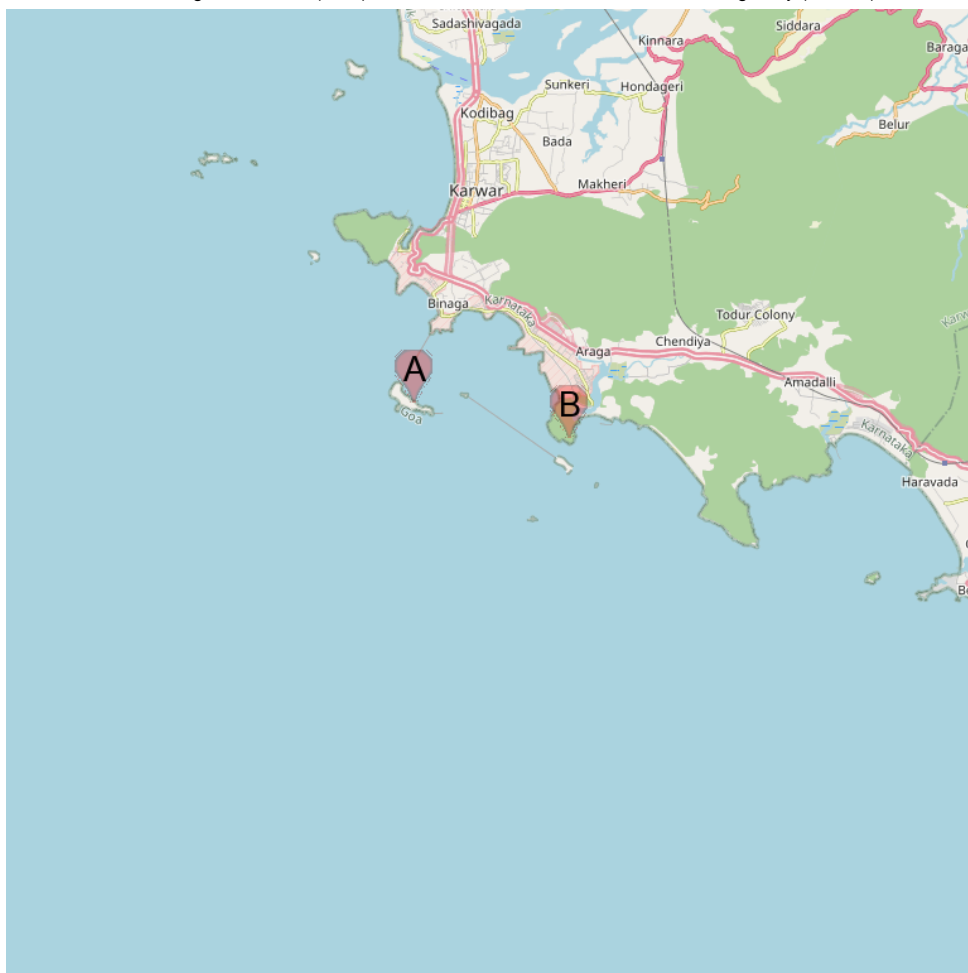 Sadashivagada
Siddara
Kinnara
Sunkeri
Hondageri
Kodibag
Belur
Bada
Makheri
Karwar
Binaga
Karnataka
Todur Colony
Araga
Chendiya
A
Goa
B
Amadalli
Karnataka
Haravada